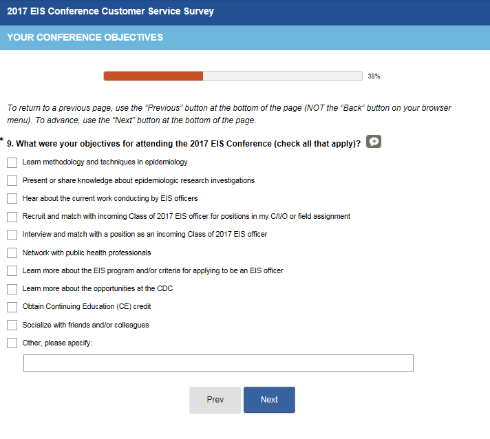 2017 EIS Conference Customer Service Survey
YOUR CONFERENCE OBJECTIVES
38%
To return to a previous page, use the "Previous" button at the bottom of the page (NOT the "Back" button on your browser
menu). To advance, use the "Next" button at the bottom of the page.
* 9. What were your objectives for attending the 2017 EIS Conference (check all that apply)?
Learn methodology and techniques in epidemiology
Present or share knowledge about epidemiologic research investigations
Hear about the current work conducting by EIS officers
Recruit and match with incoming Class of 2017 EIS officer for positions in my C/I/O or field assignment
Interview and match with a position as an incoming Class of 2017 EIS officer
Network with public health professionals
Learn more about the EIS program and/or criteria for applying to be an EIS officer
Learn more about the opportunities at the CDC
Obtain Continuing Education (CE) credit
Socialize with friends and/or colleagues
Other, please specify:
Prev
Next